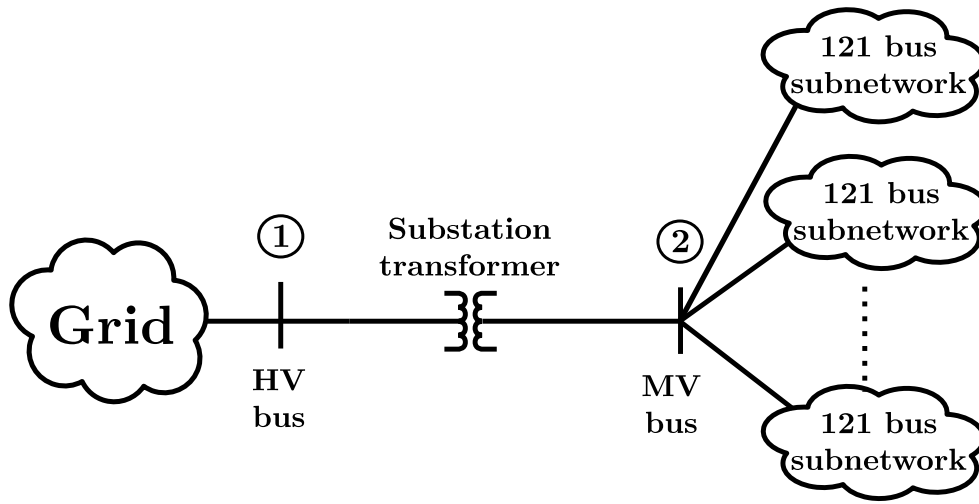 121 bus
subnetwork
121 bus
subnetwork
1
Substation
transformer
2
Grid
HV
bus
MV
bus
121 bus
subnetwork